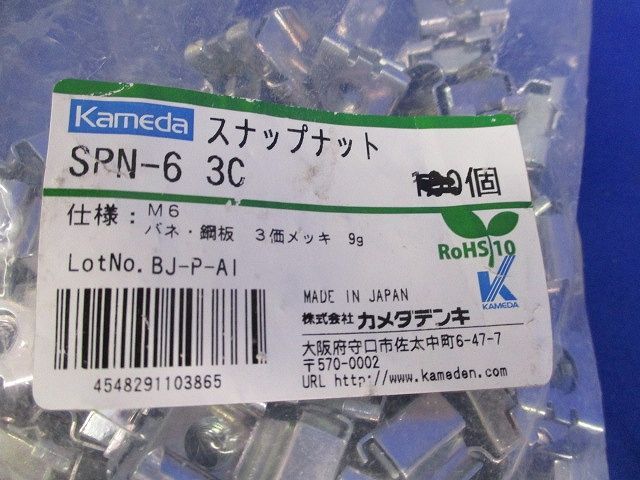 Kameda スナップナット
SPN-6 3C
個
仕様: M6
バネ・鋼板 3価メッキ 9g
RoHS 10
LotNo. BJ-P-AI
K
KAMEDA
MADE IN JAPAN
株式会社 カメダデンキ
大阪府守口市佐太中町6-47-7
〒570-0002
URL http://www.kameden.com
4548291103865